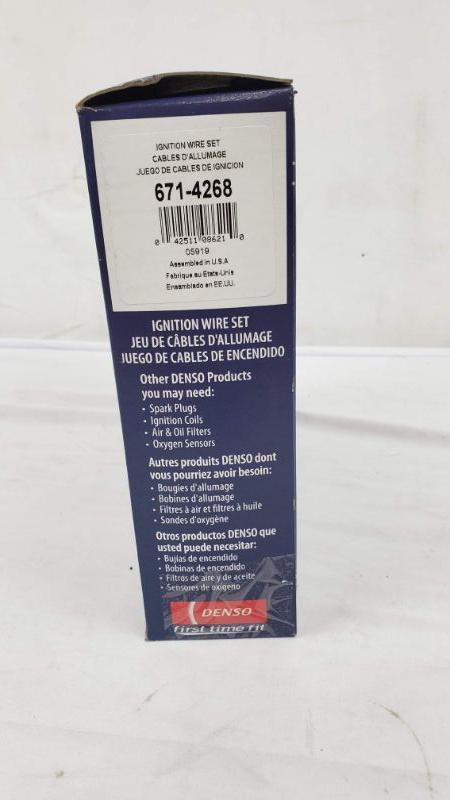 IGNITION WIRE SET
CABLES D'ALLUMAGE
JUEGO DE CABLES DE IGNICION
671-4268
0 42511 09621 0
05919
Assembled in U.S.A
Fabrique au Etats-Unis
Ensamblado en EE.UU.
IGNITION WIRE SET
JEU DE CÂBLES D'ALLUMAGE
JUEGO DE CABLES DE ENCENDIDO
Other DENSO Products
you may need:
• Spark Plugs
• Ignition Coils
• Air & Oil Filters
• Oxygen Sensors
Autres produits DENSO dont
vous pourriez avoir besoin:
• Bougies d'allumage
• Bobines d'allumage
• Filtres à air et filtres à huile
• Sondes d'oxygène
Otros productos DENSO que
usted puede necesitar:
• Bujías de encendido
• Bobinas de encendido
• Filtros de aire y de aceite
• Sensores de oxígeno
DENSO
first time fit